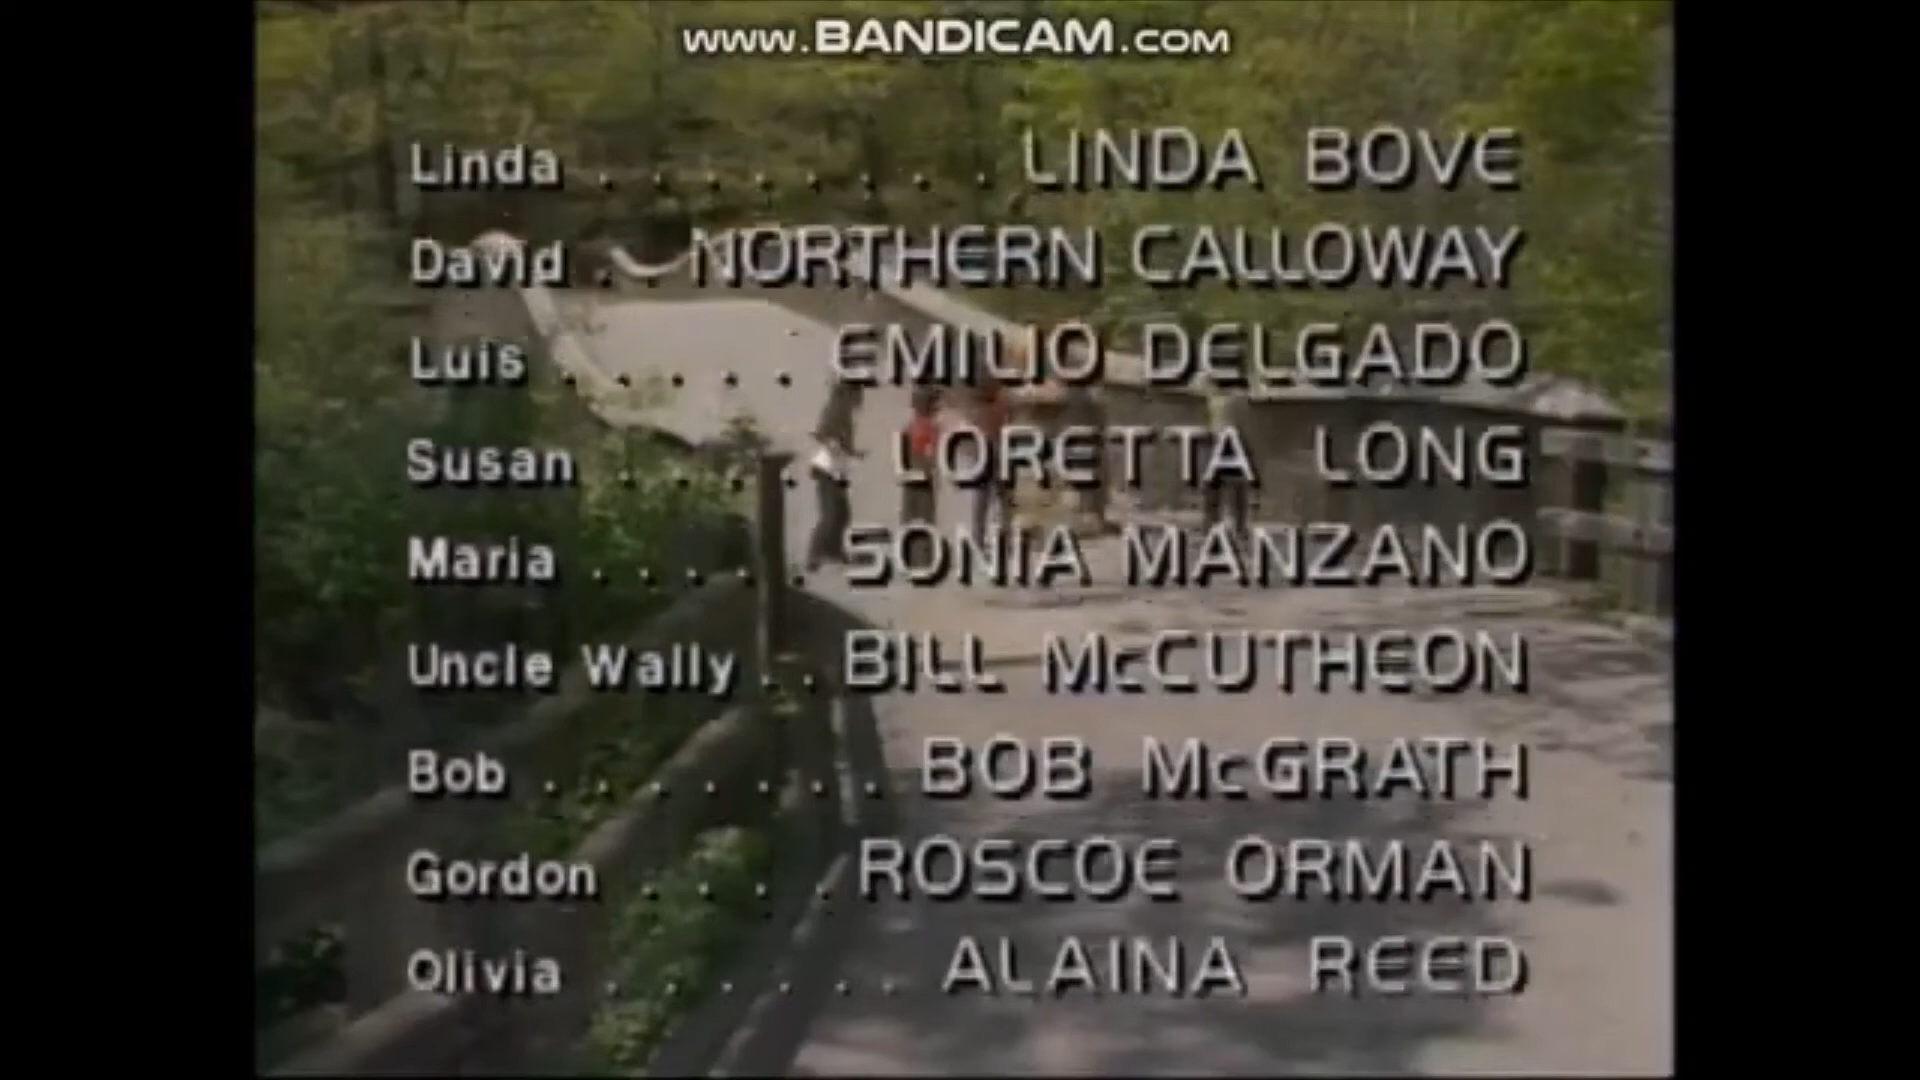 www.BANDICAM.com
Linda . . . . . . . . LINDA BOVE
David . . NORTHERN CALLOWAY
Luis . . . . . EMILIO DELGADO
Susan . . . . . LORETTA LONG
Maria . . . . . SONIA MANZANO
Uncle Wally . . BILL McCUTHEON
Bob . . . . . . . BOB McGRATH
Gordon . . . . ROSCOE ORMAN
Olivia . . . . . . ALAINA REED